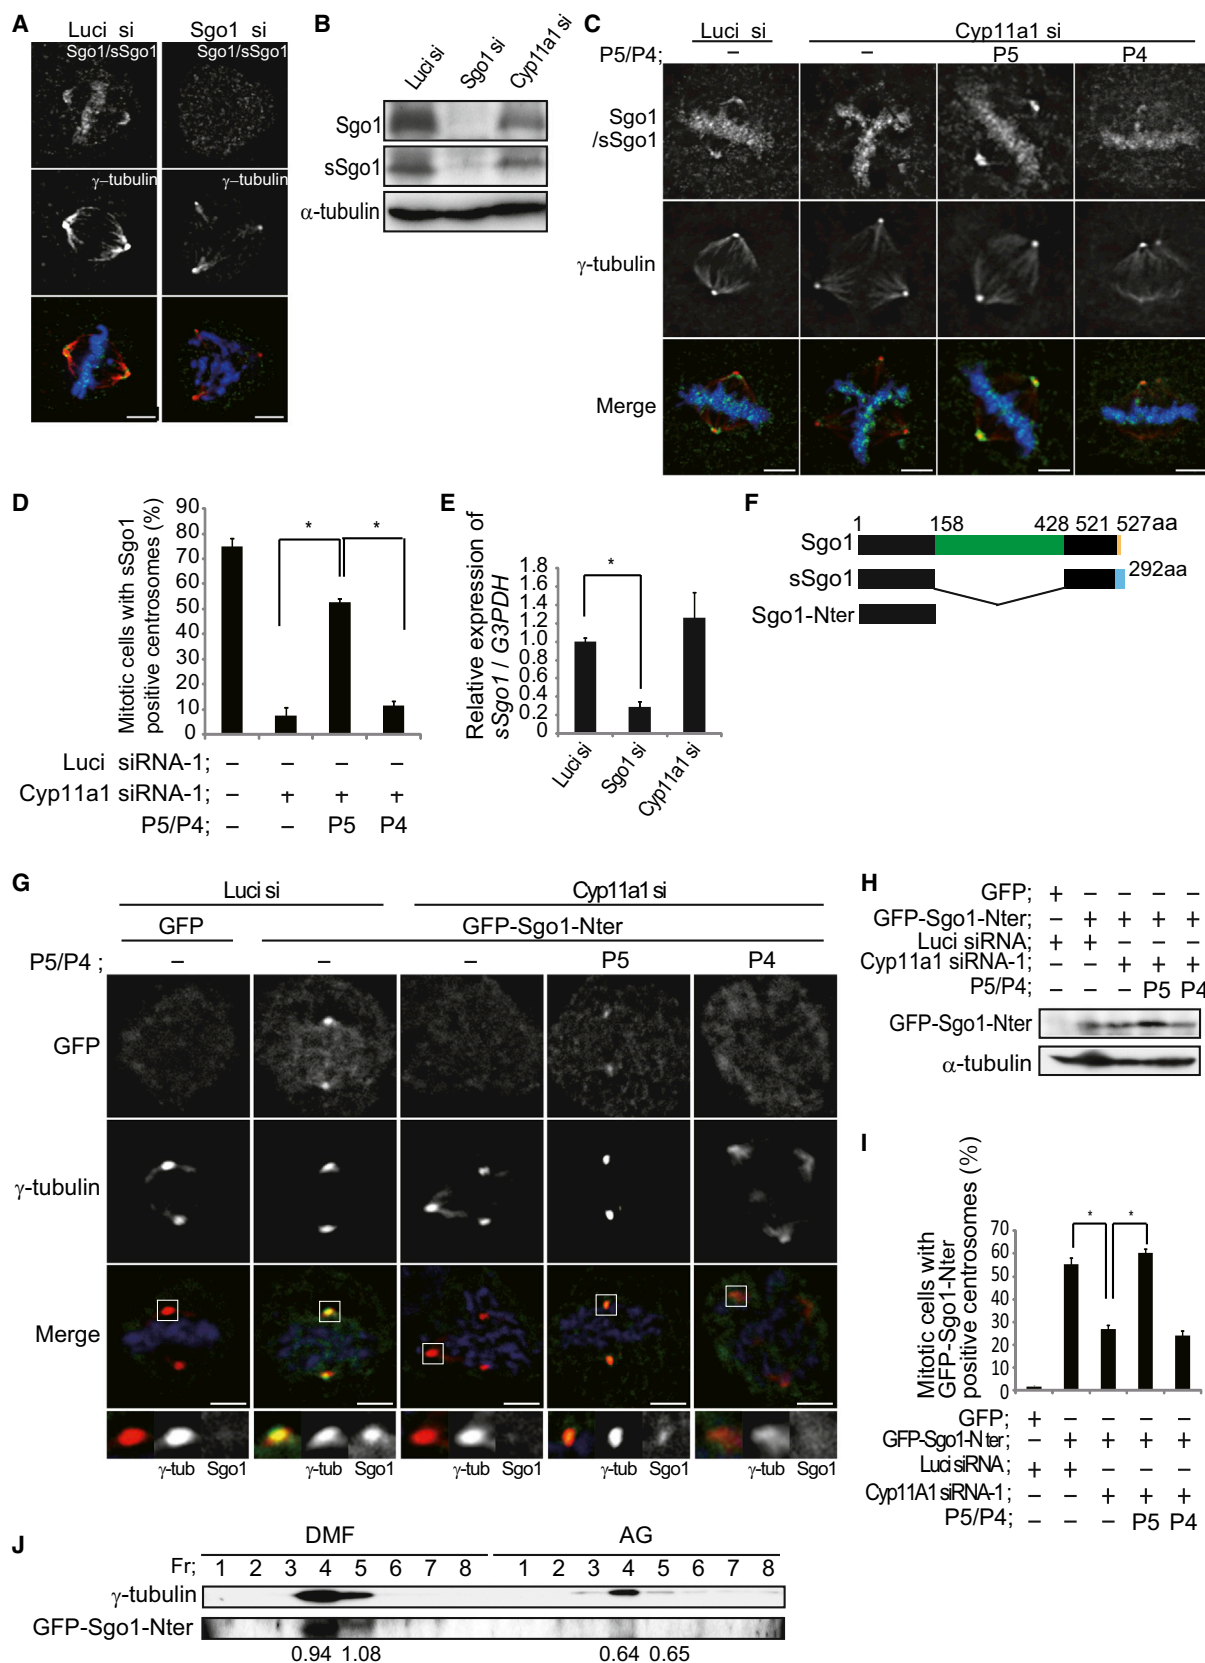 A
Luci si Sgo1 si
Sgo1/sSgo1 Sgo1/sSgo1
γ–tubulin γ–tubulin
B
Luci si Sgo1 si Cyp11a1 si
Sgo1
sSgo1
α-tubulin
C
Luci si Cyp11a1 si
P5/P4; – – P5 P4
Sgo1
/sSgo1
γ-tubulin
Merge
D
Mitotic cells with sSgo1
positive centrosomes (%)
90
80
70
60
50
40
30
20
10
0
* *
Luci siRNA-1; – – – –
Cyp11a1 siRNA-1; – + + +
P5/P4; – – P5 P4
E
Relative expression of
sSgo1 / G3PDH
1.8
1.6
1.4
1.2
1.0
0.8
0.6
0.4
0.2
0
*
Luci si Sgo1 si Cyp11a1 si
F
1 158 428 521 527aa
Sgo1
sSgo1 292aa
Sgo1-Nter
G
Luci si Cyp11a1 si
GFP GFP-Sgo1-Nter
P5/P4 ; – – – P5 P4
GFP
γ-tubulin
Merge
γ-tub Sgo1 γ-tub Sgo1 γ-tub Sgo1 γ-tub Sgo1 γ-tub Sgo1
H
GFP; + – – – –
GFP-Sgo1-Nter; – + + + +
Luci siRNA; + + – – –
Cyp11a1 siRNA-1; – – + + +
P5/P4; – – – P5 P4
GFP-Sgo1-Nter
α-tubulin
I
Mitotic cells with
GFP-Sgo1-Nter
positive centrosomes (%)
70
60
50
40
30
20
10
0
* *
GFP; + – – – –
GFP-Sgo1-Nter; – + + + +
Luci siRNA; + + – – –
Cyp11A1 siRNA-1; – – + + +
P5/P4; – – – P5 P4
J
DMF AG
Fr; 1 2 3 4 5 6 7 8 1 2 3 4 5 6 7 8
γ-tubulin
GFP-Sgo1-Nter
0.94 1.08 0.64 0.65